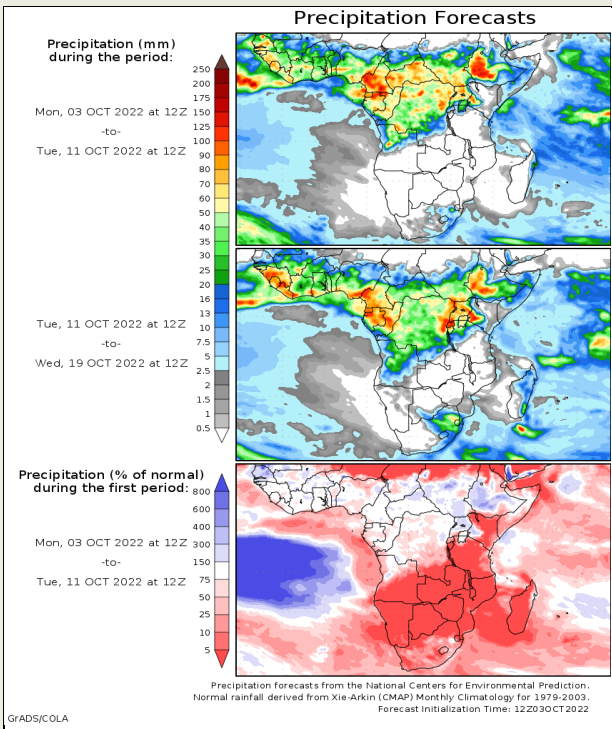 Precipitation Forecasts
Precipitation (mm)
during the period:
Mon, 03 OCT 2022 at 12Z
-to-
Tue, 11 OCT 2022 at 12Z
250
200
175
150
125
100
90
80
70
60
50
40
35
30
25
20
16
13
10
7.5
5
2.5
2
1.5
1
0.5
Tue, 11 OCT 2022 at 12Z
-to-
Wed, 19 OCT 2022 at 12Z
Precipitation (% of normal)
during the first period:
Mon, 03 OCT 2022 at 12Z
-to-
Tue, 11 OCT 2022 at 12Z
800
600
400
300
150
75
50
25
10
5
Precipitation forecasts from the National Centers for Environmental Prediction.
Normal rainfall derived from Xie-Arkin (CMAP) Monthly Climatology for 1979-2003.
Forecast Initialization Time: 12Z03OCT2022
GrADS/COLA